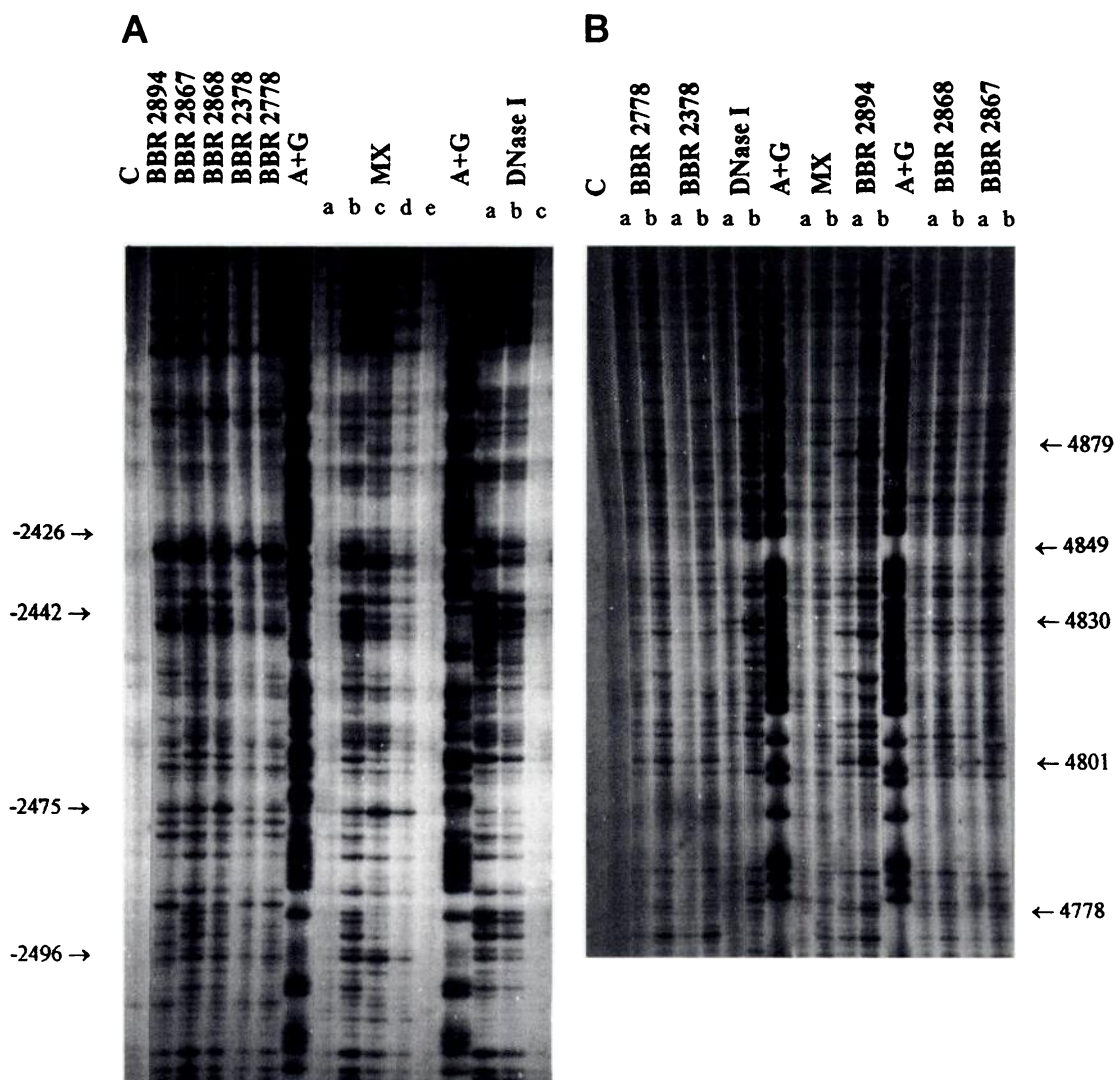 A
C
BBR 2894
BBR 2867
BBR 2868
BBR 2378
BBR 2778
A+G
MX
A+G
DNase I
a b c d e
a b c
-2426 →
-2442 →
-2475 →
-2496 →
B
C
BBR 2778
BBR 2378
DNase I
A+G
MX
BBR 2894
A+G
BBR 2868
BBR 2867
a b a b a b a b a b a b a b
← 4879
← 4849
← 4830
← 4801
← 4778